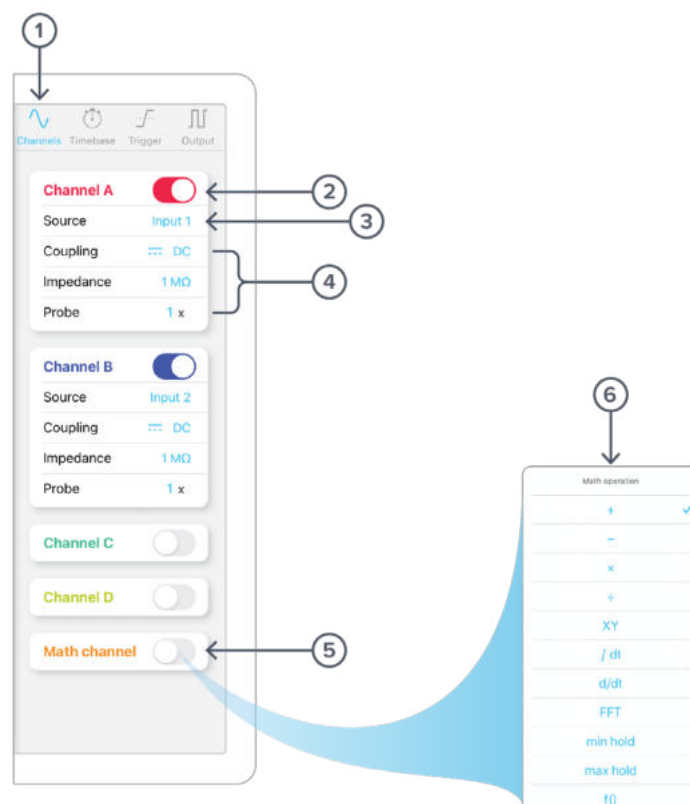 1
Channels Timebase Trigger Output
Channel A
2
Source Input 1
3
Coupling DC
4
Impedance 1 MΩ
Probe 1 x
Channel B
Source Input 2
Coupling DC
Impedance 1 MΩ
Probe 1 x
Channel C
Channel D
Math channel
5
6
Math operation
+
−
×
÷
XY
∫ dt
d/dt
FFT
min hold
max hold
f()